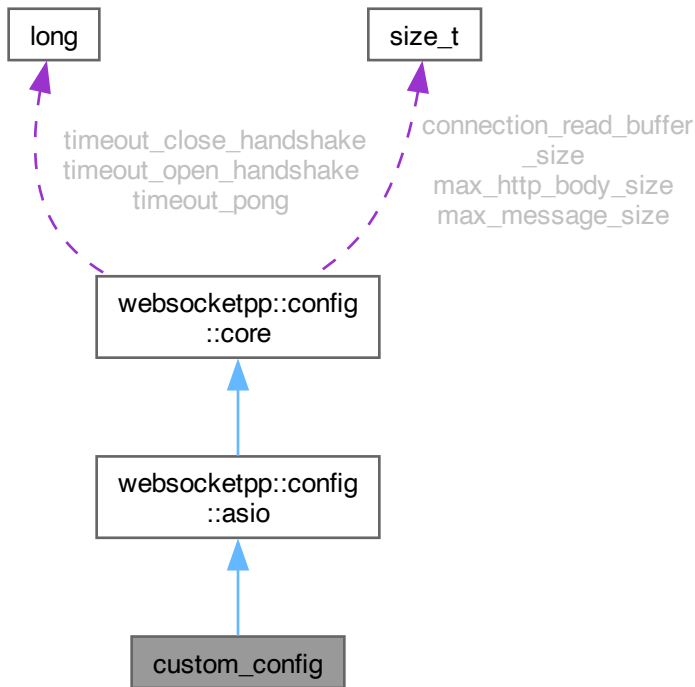 long
size_t
timeout_close_handshake
timeout_open_handshake
timeout_pong
connection_read_buffer
_size
max_http_body_size
max_message_size
websocketpp::config
::core
websocketpp::config
::asio
custom_config